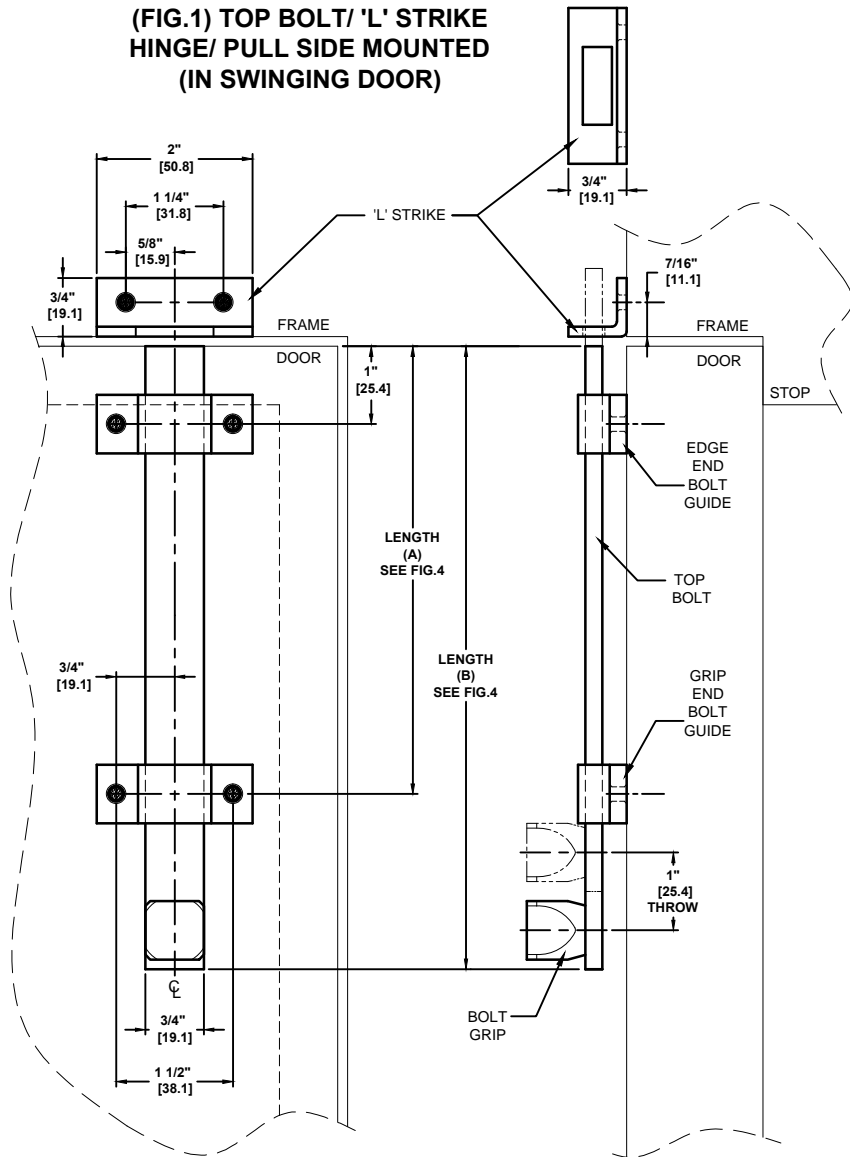 (FIG.1) TOP BOLT/ 'L' STRIKE
HINGE/ PULL SIDE MOUNTED
(IN SWINGING DOOR)
2"
[50.8]
1 1/4"
[31.8]
5/8"
[15.9]
3/4"
[19.1]
'L' STRIKE
3/4"
[19.1]
7/16"
[11.1]
FRAME
DOOR
FRAME
DOOR
STOP
1"
[25.4]
EDGE
END
BOLT
GUIDE
LENGTH
(A)
SEE FIG.4
TOP
BOLT
LENGTH
(B)
SEE FIG.4
3/4"
[19.1]
GRIP
END
BOLT
GUIDE
1"
[25.4]
THROW
BOLT
GRIP
℄
3/4"
[19.1]
1 1/2"
[38.1]